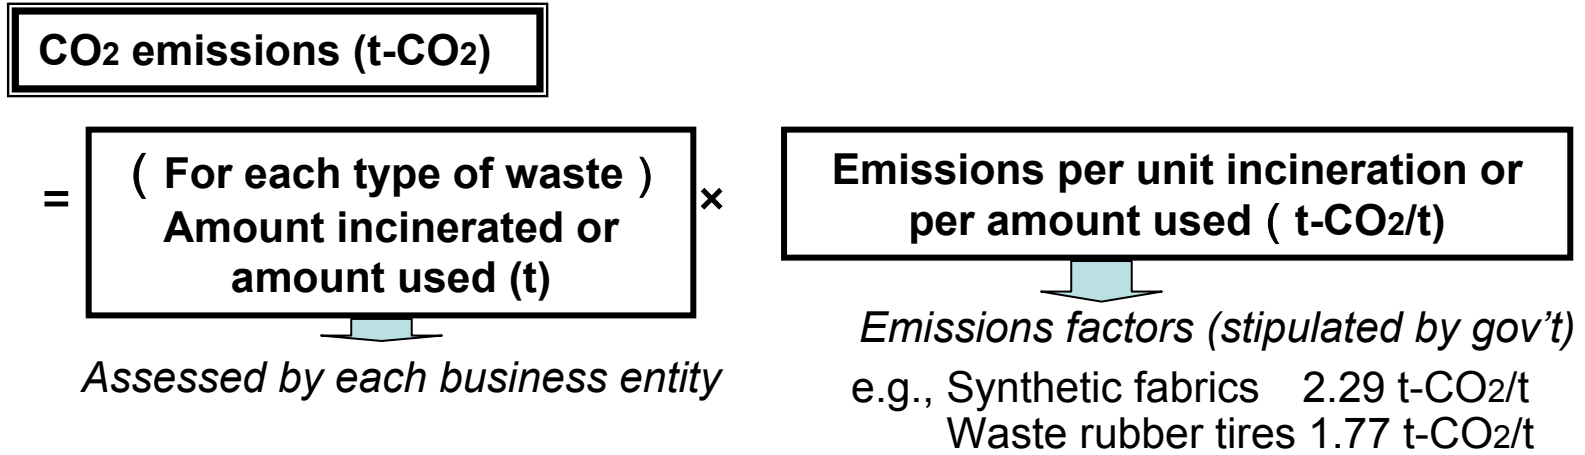 CO2 emissions (t-CO2)
= ( For each type of waste ) ×
Amount incinerated or
amount used (t)
Emissions per unit incineration or
per amount used ( t-CO2/t)
Assessed by each business entity
Emissions factors (stipulated by gov't)
e.g., Synthetic fabrics 2.29 t-CO2/t
Waste rubber tires 1.77 t-CO2/t